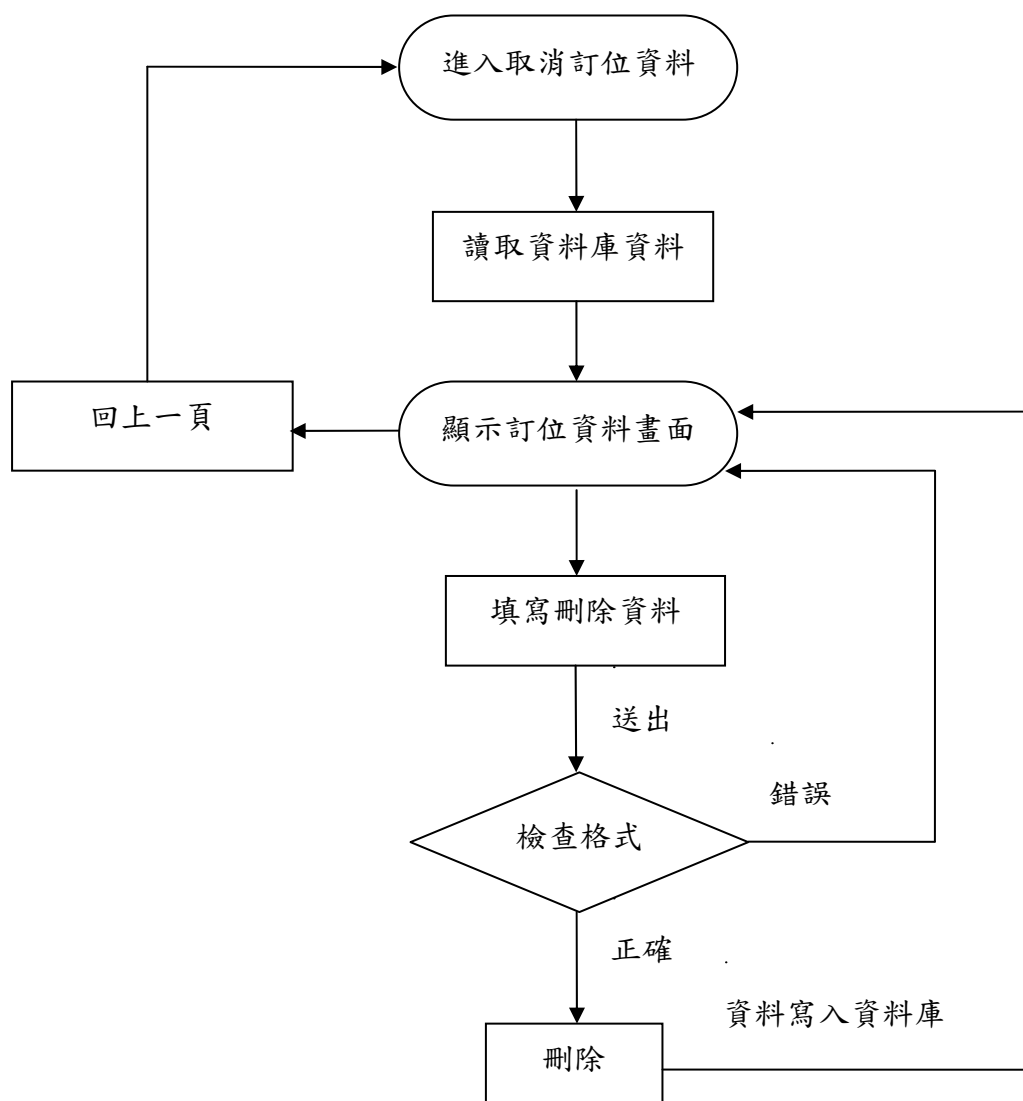 進入取消訂位資料
讀取資料庫資料
回上一頁
顯示訂位資料畫面
填寫刪除資料
送出
錯誤
檢查格式
正確
資料寫入資料庫
刪除